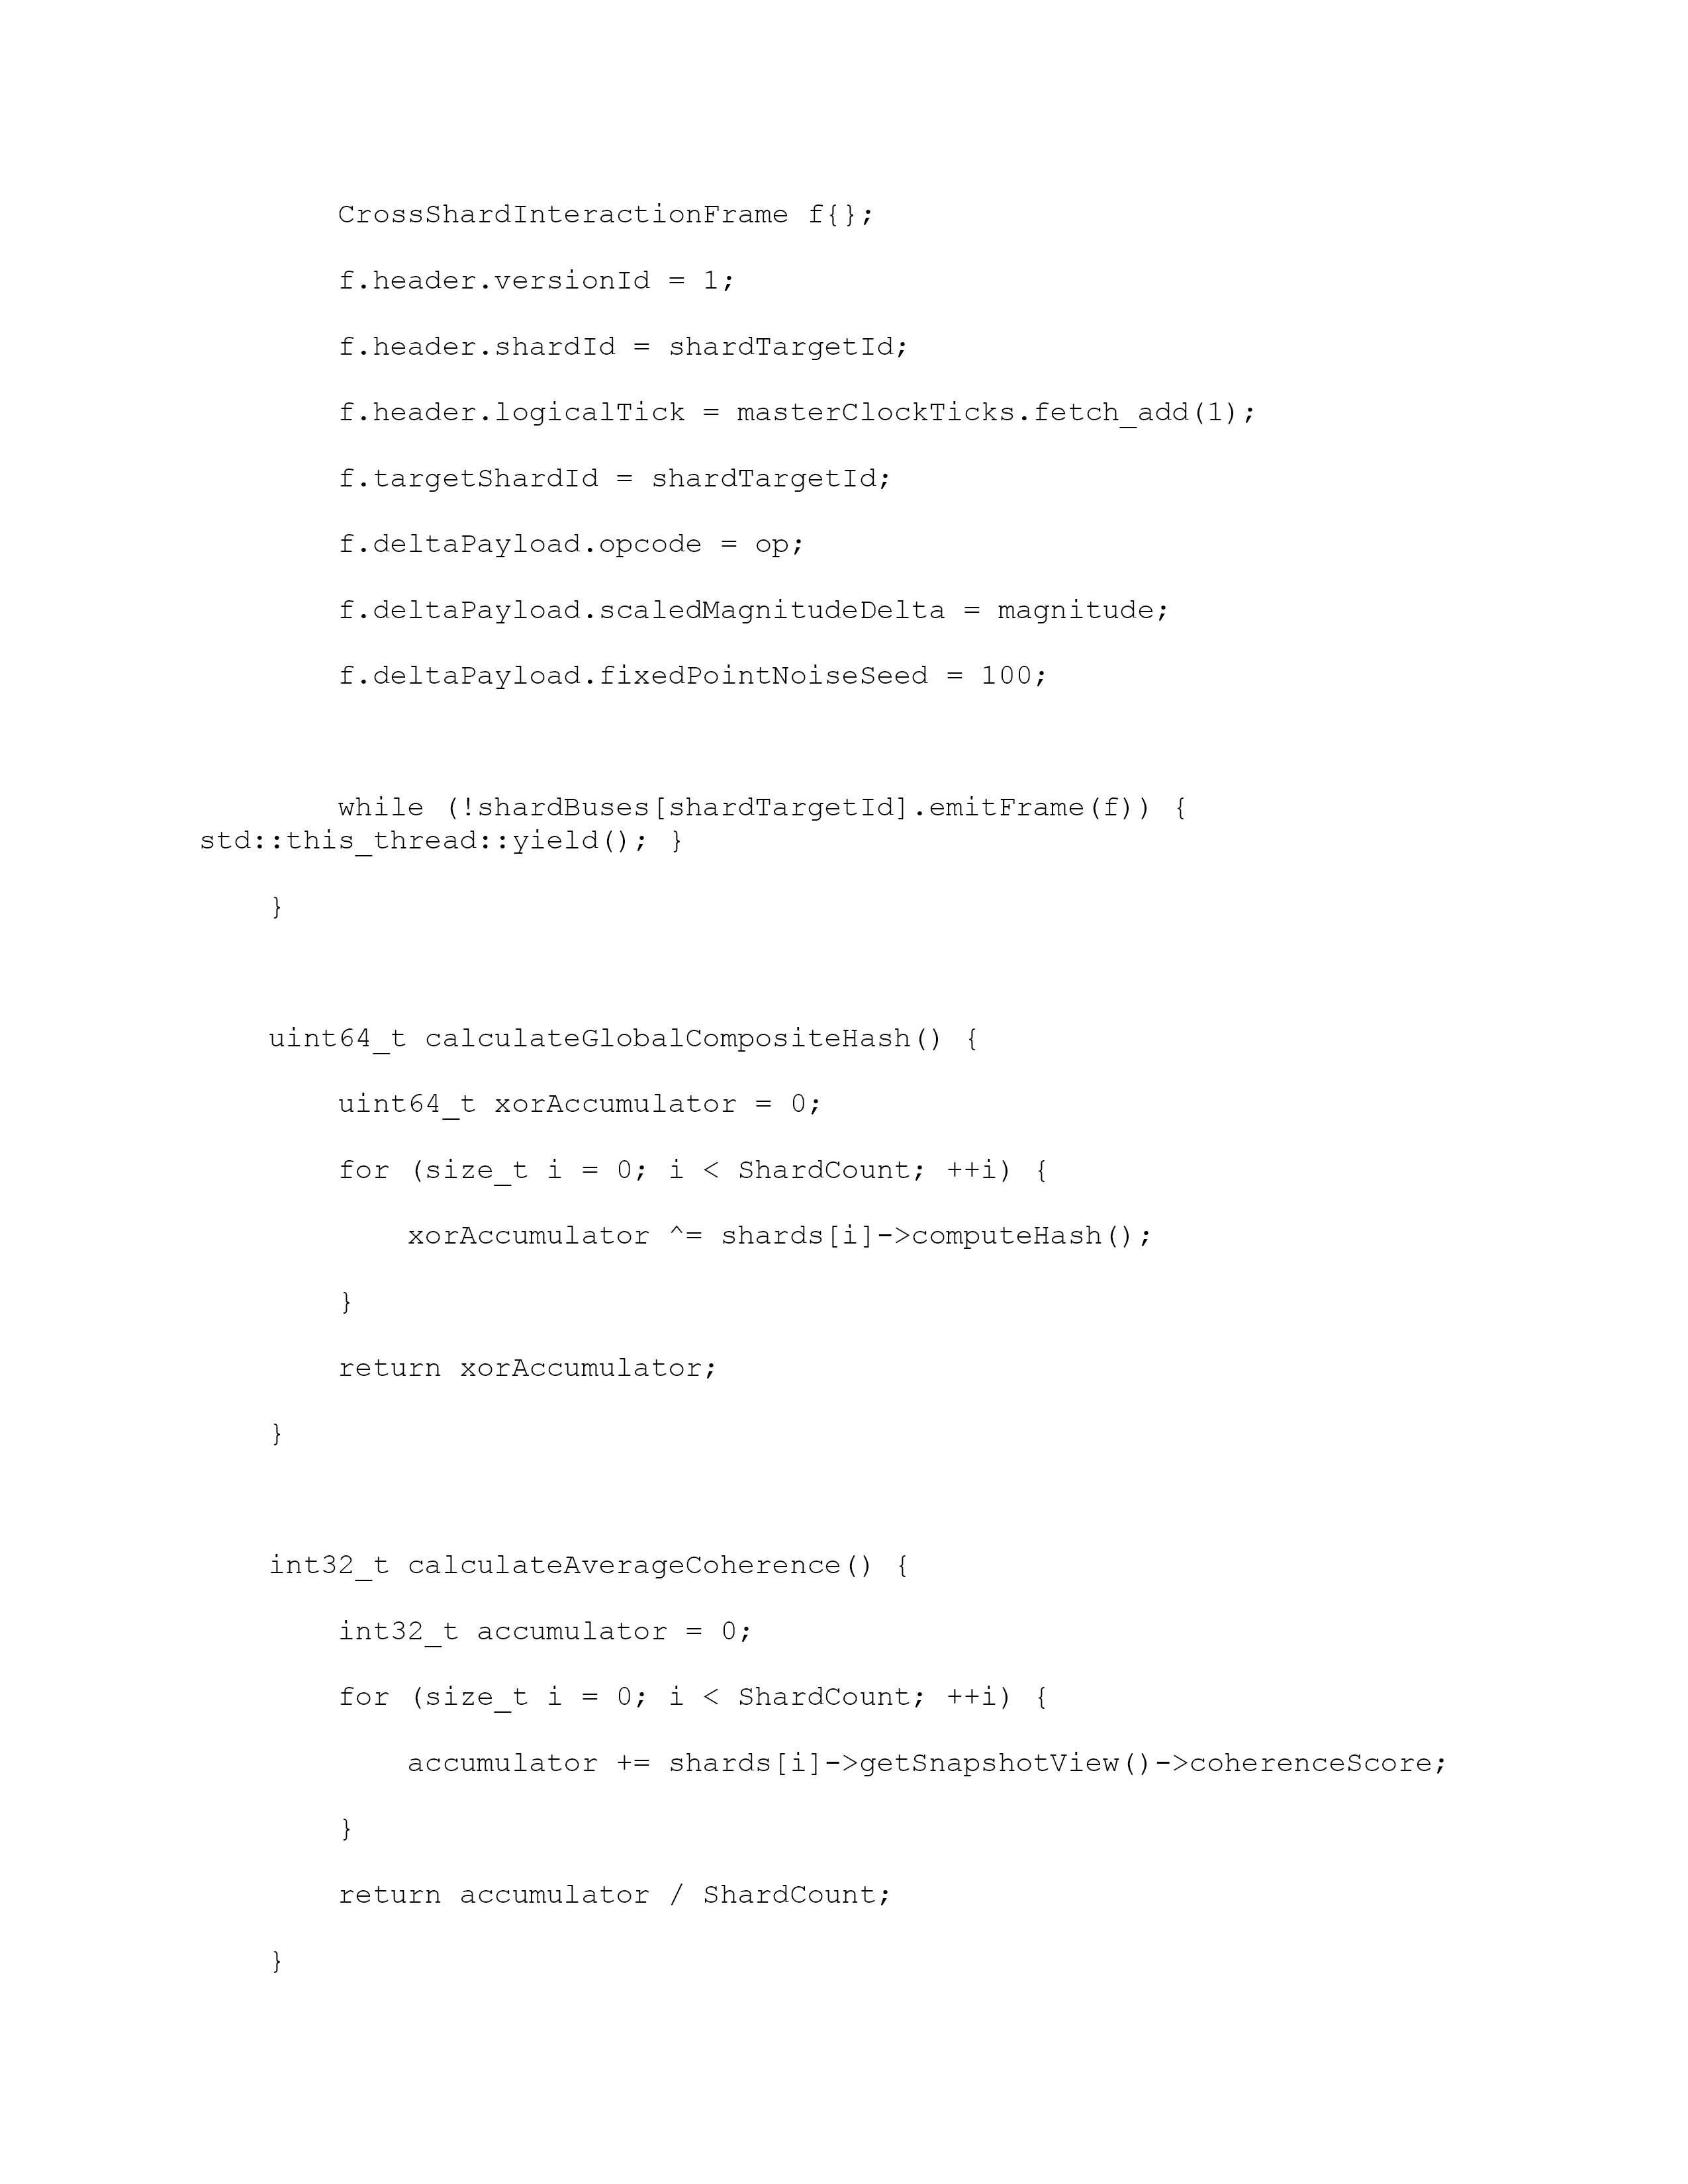 CrossShardInteractionFrame f{};
f.header.versionId = 1;
f.header.shardId = shardTargetId;
f.header.logicalTick = masterClockTicks.fetch_add(1);
f.targetShardId = shardTargetId;
f.deltaPayload.opcode = op;
f.deltaPayload.scaledMagnitudeDelta = magnitude;
f.deltaPayload.fixedPointNoiseSeed = 100;
while (!shardBuses[shardTargetId].emitFrame(f)) {
std::this_thread::yield(); }
}
uint64_t calculateGlobalCompositeHash() {
uint64_t xorAccumulator = 0;
for (size_t i = 0; i < ShardCount; ++i) {
xorAccumulator ^= shards[i]->computeHash();
}
return xorAccumulator;
}
int32_t calculateAverageCoherence() {
int32_t accumulator = 0;
for (size_t i = 0; i < ShardCount; ++i) {
accumulator += shards[i]->getSnapshotView()->coherenceScore;
}
return accumulator / ShardCount;
}